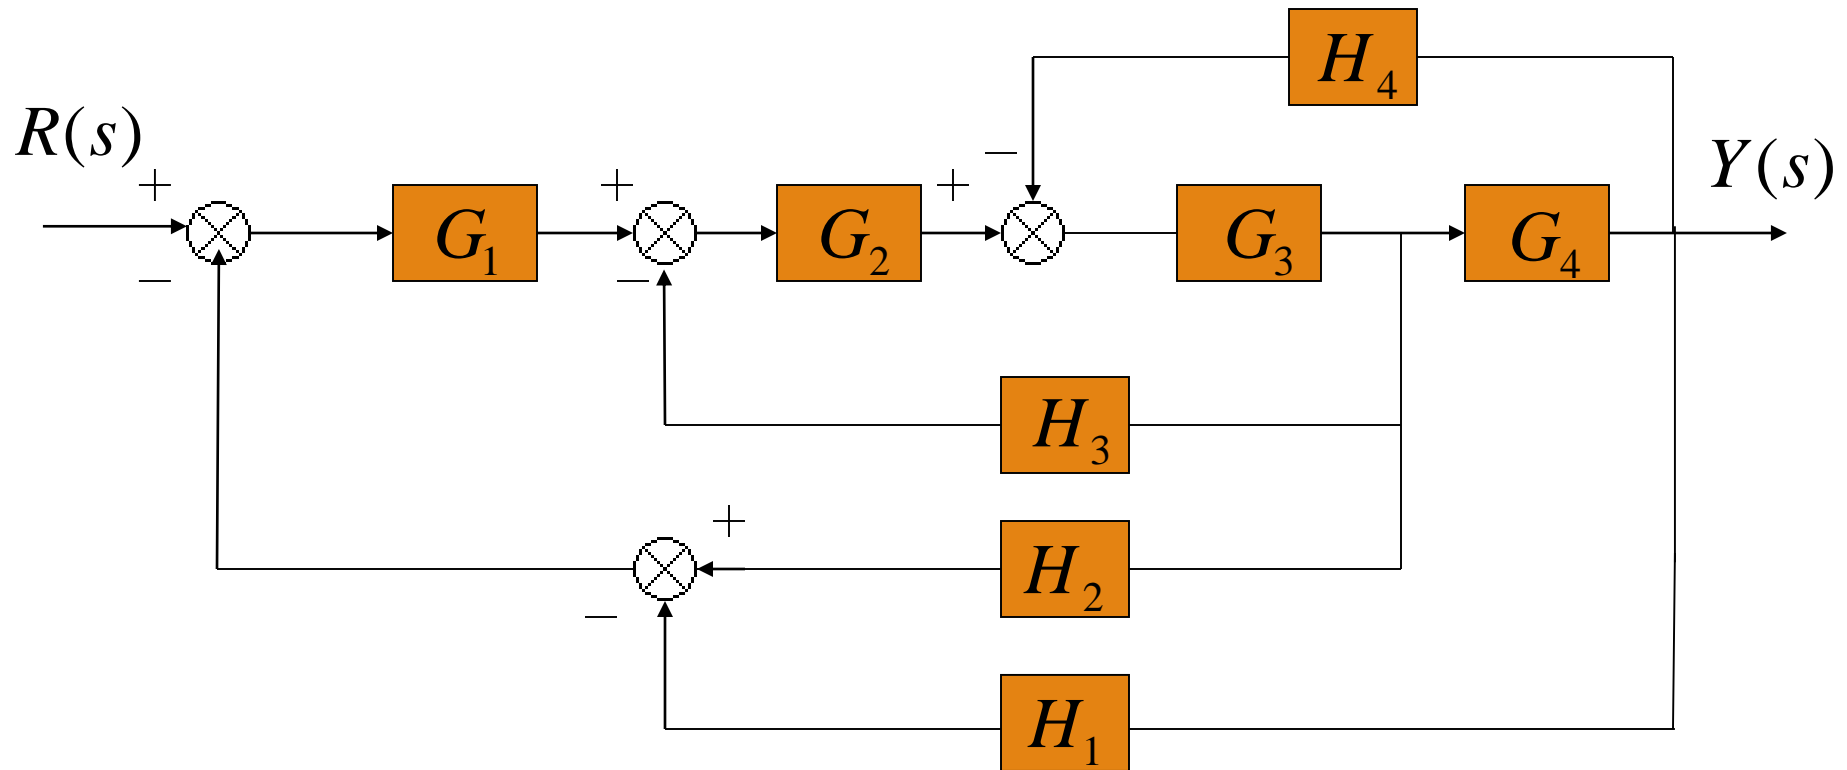 H₄
R(s)
Y(s)
+
+
+
−
G₁
G₂
G₃
G₄
−
−
H₃
+
H₂
−
H₁